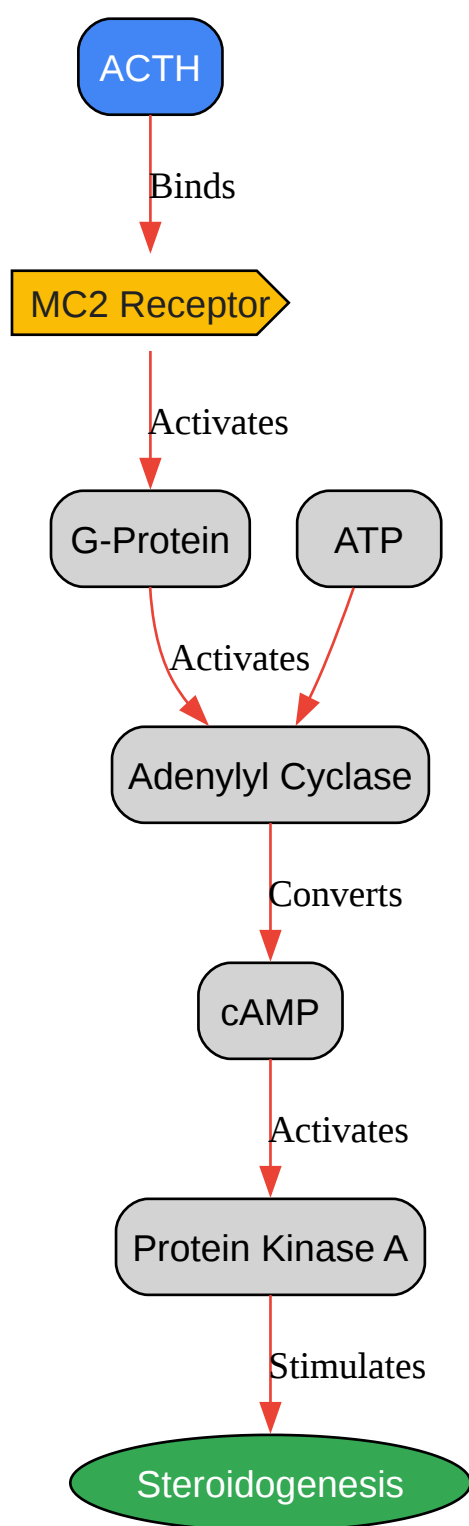 ACTH
Binds
MC2 Receptor
Activates
G-Protein
ATP
Activates
Adenylyl Cyclase
Converts
cAMP
Activates
Protein Kinase A
Stimulates
Steroidogenesis